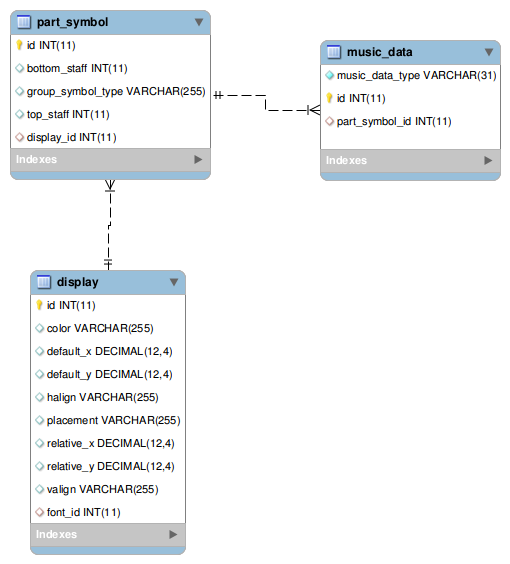 part_symbol
id INT(11)
bottom_staff INT(11)
group_symbol_type VARCHAR(255)
top_staff INT(11)
display_id INT(11)
Indexes
music_data
music_data_type VARCHAR(31)
id INT(11)
part_symbol_id INT(11)
Indexes
display
id INT(11)
color VARCHAR(255)
default_x DECIMAL(12,4)
default_y DECIMAL(12,4)
halign VARCHAR(255)
placement VARCHAR(255)
relative_x DECIMAL(12,4)
relative_y DECIMAL(12,4)
valign VARCHAR(255)
font_id INT(11)
Indexes